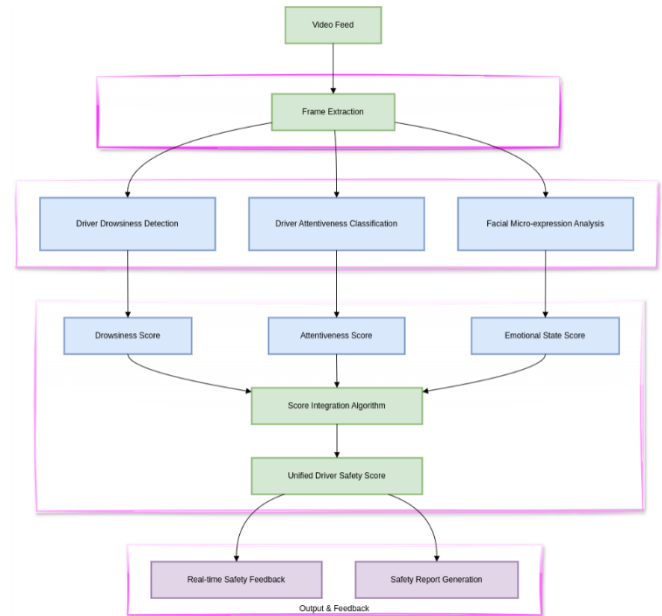 Video Feed
Frame Extraction
Driver Drowsiness Detection
Driver Attentiveness Classification
Facial Micro-expression Analysis
Drowsiness Score
Attentiveness Score
Emotional State Score
Score Integration Algorithm
Unified Driver Safety Score
Real-time Safety Feedback
Safety Report Generation
Output & Feedback